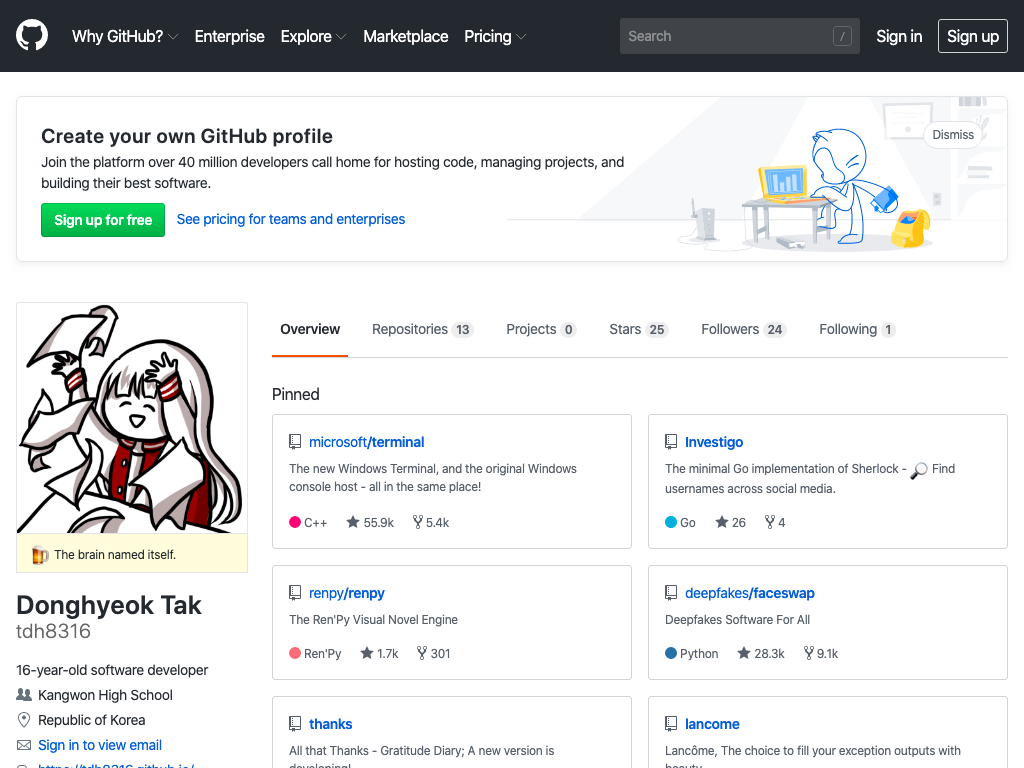 Why GitHub? Enterprise Explore Marketplace Pricing Search / Sign in Sign up
Create your own GitHub profile
Dismiss
Join the platform over 40 million developers call home for hosting code, managing projects, and
building their best software.
Sign up for free See pricing for teams and enterprises
Overview Repositories 13 Projects 0 Stars 25 Followers 24 Following 1
The brain named itself.
Donghyeok Tak
tdh8316
16-year-old software developer
Kangwon High School
Republic of Korea
Sign in to view email
https://tdh8316.github.io/
Pinned
microsoft/terminal
The new Windows Terminal, and the original Windows
console host - all in the same place!
C++ 55.9k 5.4k
Investigo
The minimal Go implementation of Sherlock - 🔎 Find
usernames across social media.
Go 26 4
renpy/renpy
The Ren'Py Visual Novel Engine
Ren'Py 1.7k 301
deepfakes/faceswap
Deepfakes Software For All
Python 28.3k 9.1k
thanks
All that Thanks - Gratitude Diary; A new version is
developing!
lancome
Lancôme, The choice to fill your exception outputs with
beauty.